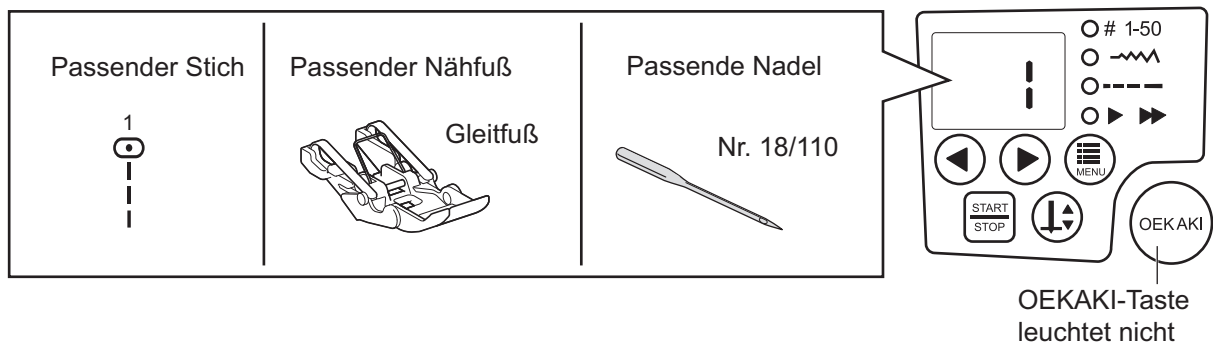 Passender Stich
1
Passender Nähfuß
Gleitfuß
Passende Nadel
Nr. 18/110
1
# 1-50
MENU
START
STOP
OEKAKI
OEKAKI-Taste
leuchtet nicht